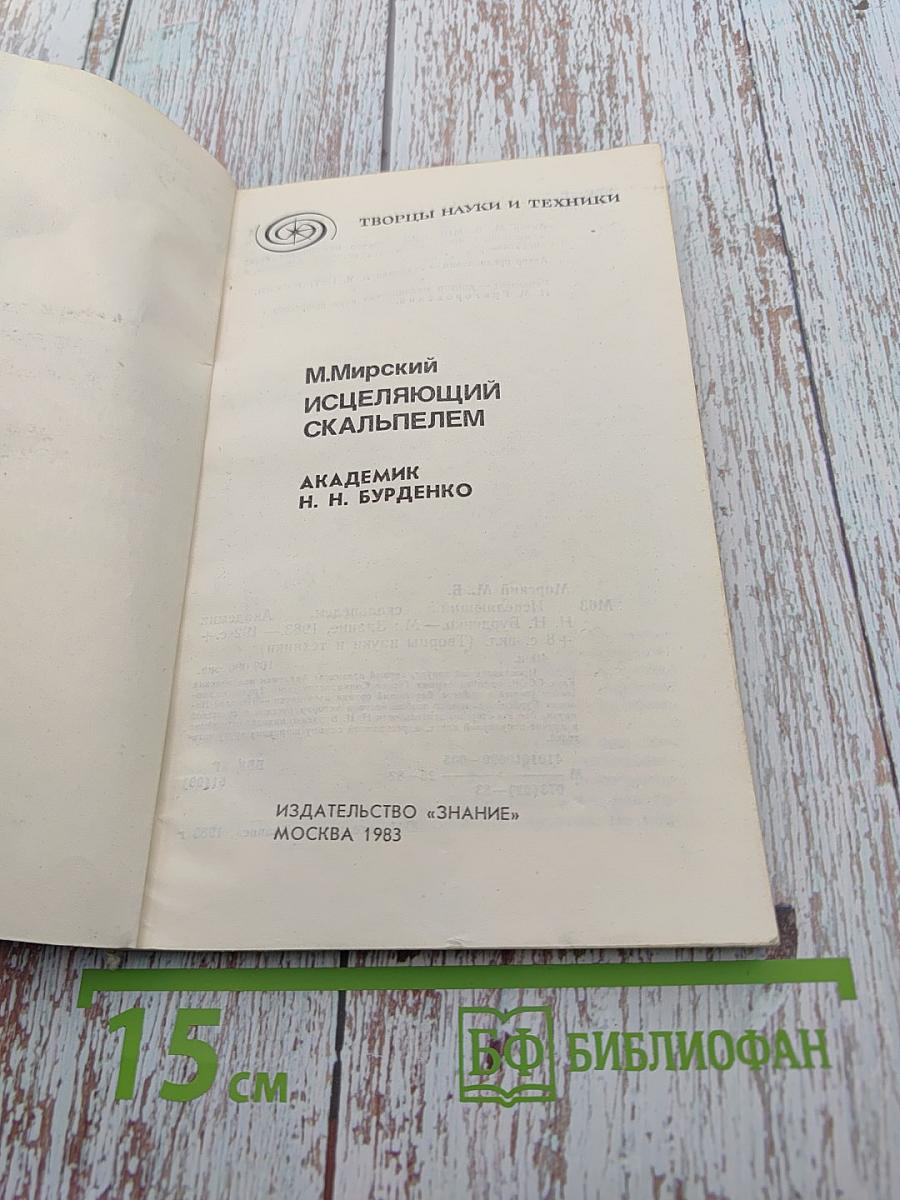 ТВОРЦЫ НАУКИ И ТЕХНИКИ
М.Мирский
ИСЦЕЛЯЮЩИЙ
СКАЛЬПЕЛЕМ
АКАДЕМИК
Н. Н. БУРДЕНКО
ИЗДАТЕЛЬСТВО «ЗНАНИЕ»
МОСКВА 1983
15 см
БФ БИБЛИОФАН